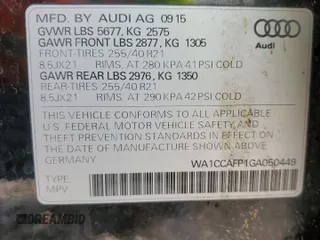 MFD. BY AUDI AG 09 15
GVWR LBS 5677, KG 2575
GAWR FRONT LBS 2877, KG 1305
FRONT-TIRES 255/40 R21
8.5JX21 RIMS, AT 280 KPA 41 PSI COLD
GAWR REAR LBS 2976, KG 1350
REAR-TIRES 255/40 R21
8.5JX21 RIMS, AT 290 KPA 42 PSI COLD
Audi
THIS VEHICLE CONFORMS TO ALL APPLICABLE
U.S. FEDERAL MOTOR VEHICLE SAFETY AND
THEFT PREVENTION STANDARDS IN EFFECT ON
THE DATE OF MANUFACTURE SHOWN ABOVE
GERMANY
WA1CCAFP1GA050449
TYPE
MPV
DREAMBID